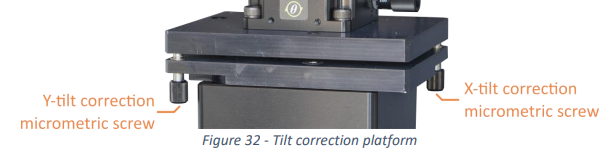 θ
Y-tilt correction
micrometric screw
X-tilt correction
micrometric screw
Figure 32 - Tilt correction platform